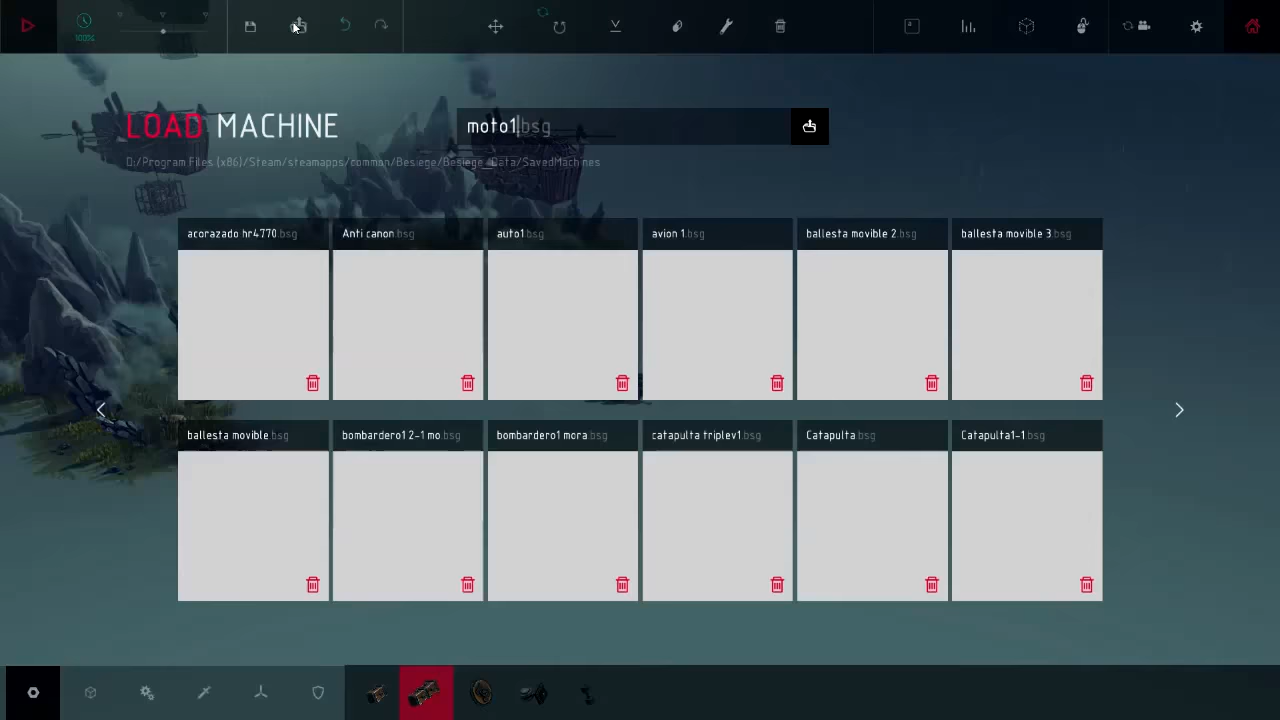 100%
LOAD MACHINE
moto1.bsg
D:/Program Files (x86)/Steam/steamapps/common/Besiege/Besiege_Data/SavedMachines
acorazado hr4770.bsg
Anti canon.bsg
auto1.bsg
avion 1.bsg
ballesta movible 2.bsg
ballesta movible 3.bsg
ballesta movible.bsg
bombardero1 2-1 mo.bsg
bombardero1 mora.bsg
catapulta triplev1.bsg
Catapulta.bsg
Catapulta1-1.bsg